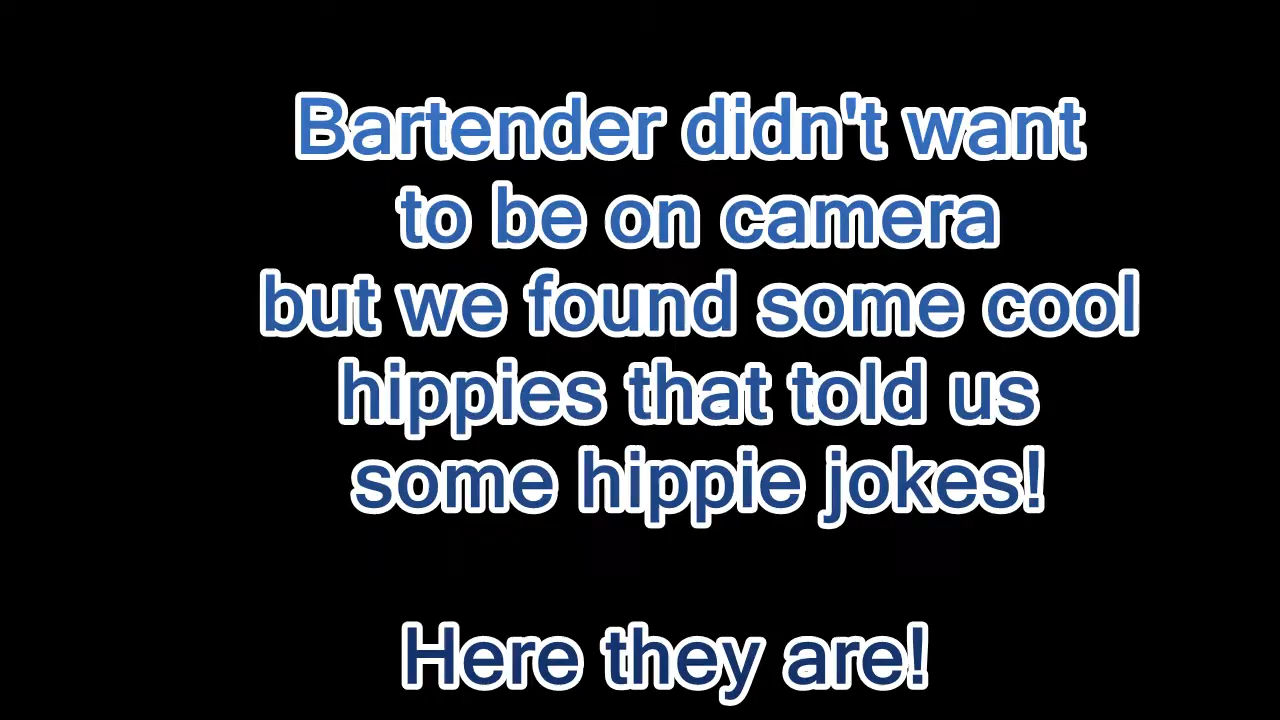 Bartender didn't want
to be on camera
but we found some cool
hippies that told us
some hippie jokes!
Here they are!